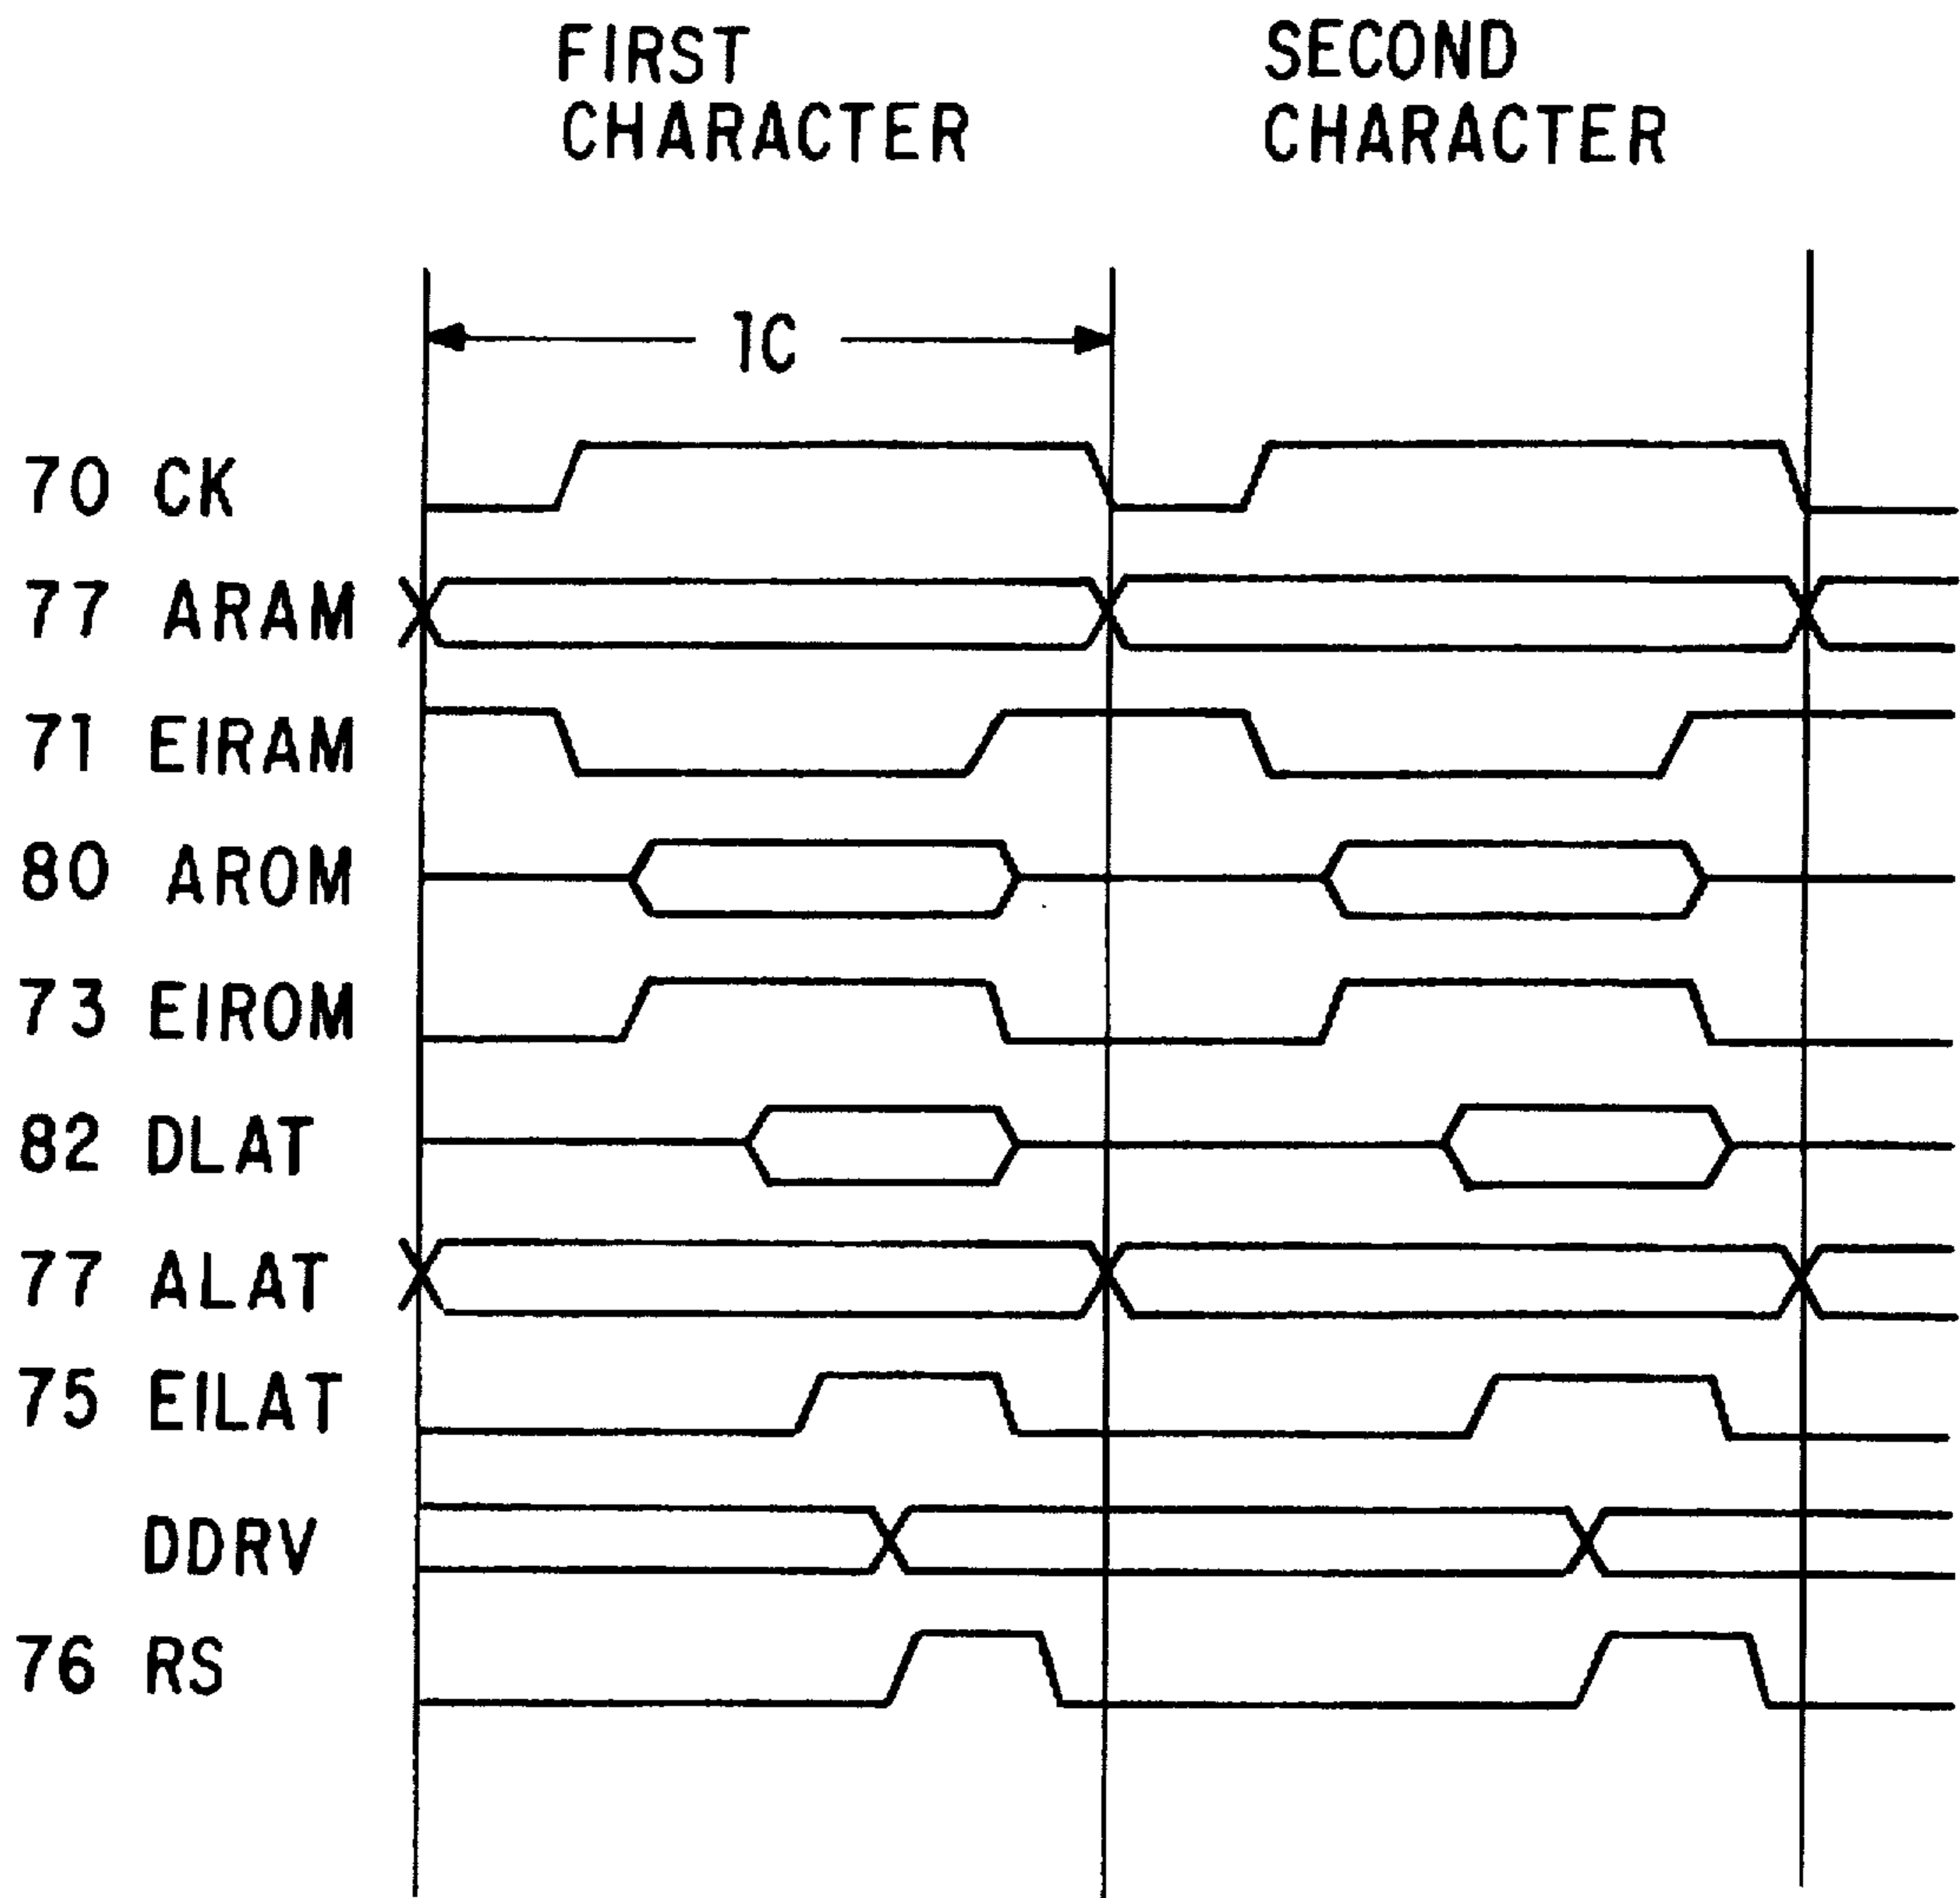 FIRST
CHARACTER
SECOND
CHARACTER
1C
70 CK
77 ARAM
71 EIRAM
80 AROM
73 EIROM
82 DLAT
77 ALAT
75 EILAT
DDRV
76 RS